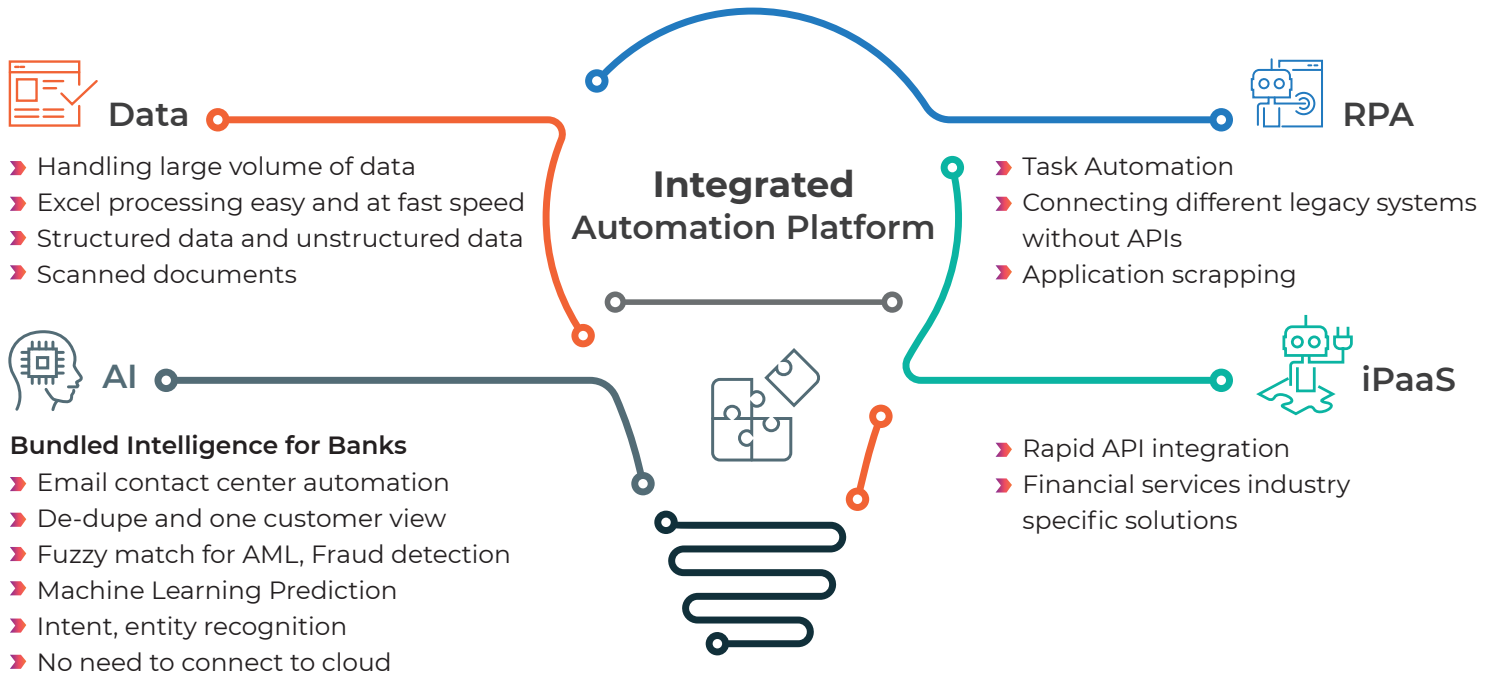 Data
Handling large volume of data
Excel processing easy and at fast speed
Structured data and unstructured data
Scanned documents
AI
Bundled Intelligence for Banks
Email contact center automation
De-dupe and one customer view
Fuzzy match for AML, Fraud detection
Machine Learning Prediction
Intent, entity recognition
No need to connect to cloud
Integrated
Automation Platform
RPA
Task Automation
Connecting different legacy systems
without APIs
Application scrapping
iPaaS
Rapid API integration
Financial services industry
specific solutions